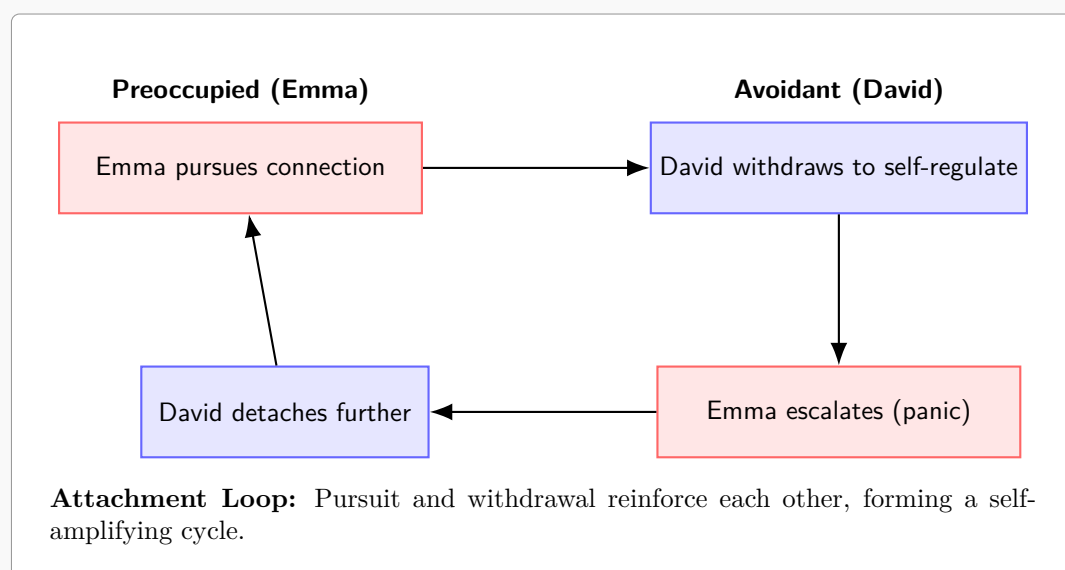 Preoccupied (Emma)
Avoidant (David)
Emma pursues connection
David withdraws to self-regulate
David detaches further
Emma escalates (panic)
Attachment Loop: Pursuit and withdrawal reinforce each other, forming a self-
amplifying cycle.